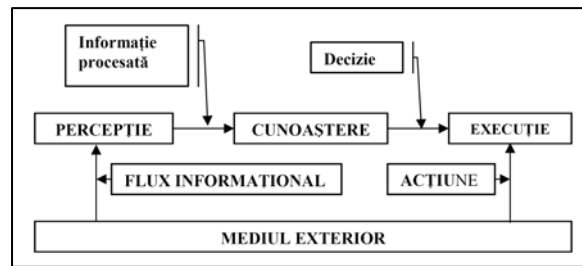 Informație
procesată
Decizie
PERCEPȚIE
CUNOAȘTERE
EXECUȚIE
FLUX INFORMAȚIONAL
ACȚIUNE
MEDIUL EXTERIOR